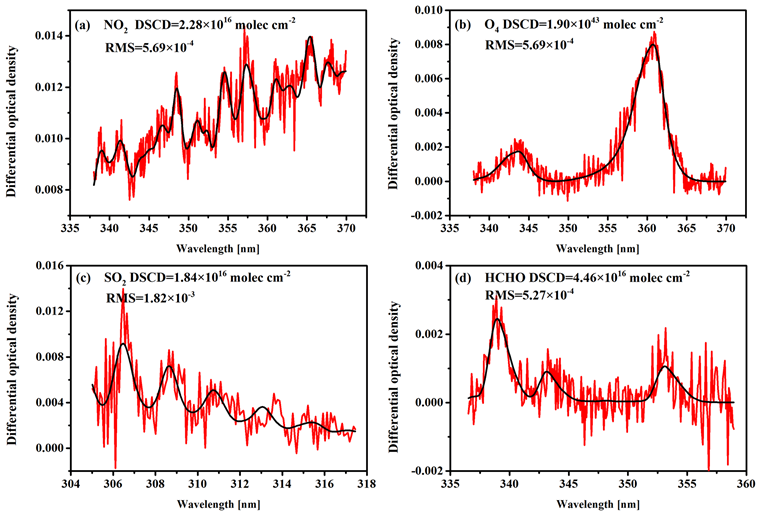 (a) NO2 DSCD=2.28×10^16 molec cm^-2
RMS=5.69×10^-4
Differential optical density
0.014
0.012
0.010
0.008
335 340 345 350 355 360 365 370
Wavelength [nm]
(b) O4 DSCD=1.90×10^43 molec cm^-2
RMS=5.69×10^-4
Differential optical density
0.010
0.008
0.006
0.004
0.002
0.000
-0.002
335 340 345 350 355 360 365 370
Wavelength [nm]
(c) SO2 DSCD=1.84×10^16 molec cm^-2
RMS=1.82×10^-3
Differential optical density
0.016
0.012
0.008
0.004
0.000
304 306 308 310 312 314 316 318
Wavelength [nm]
(d) HCHO DSCD=4.46×10^16 molec cm^-2
RMS=5.27×10^-4
Differential optical density
0.004
0.002
0.000
-0.002
335 340 345 350 355 360
Wavelength [nm]